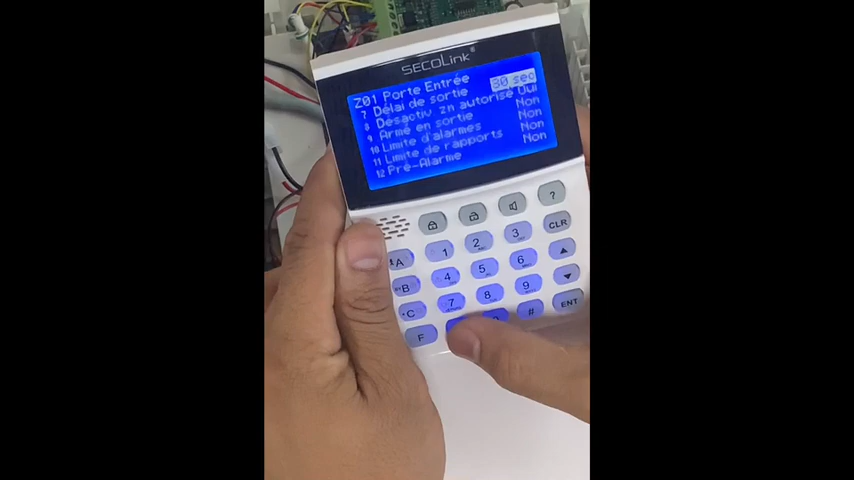 SECOLINK®
Z01 Porte Entrée
7 Délai de sortie 30 sec
8 Désactiv zn autorisé Oui
9 Armé en sortie Non
10 Limite d'alarmes Non
11 Limite de rapports Non
12 Pré-Alarme Non
?
1 2 3 CLR
A 4 5 6
B 7 8 9
C # ENT
F